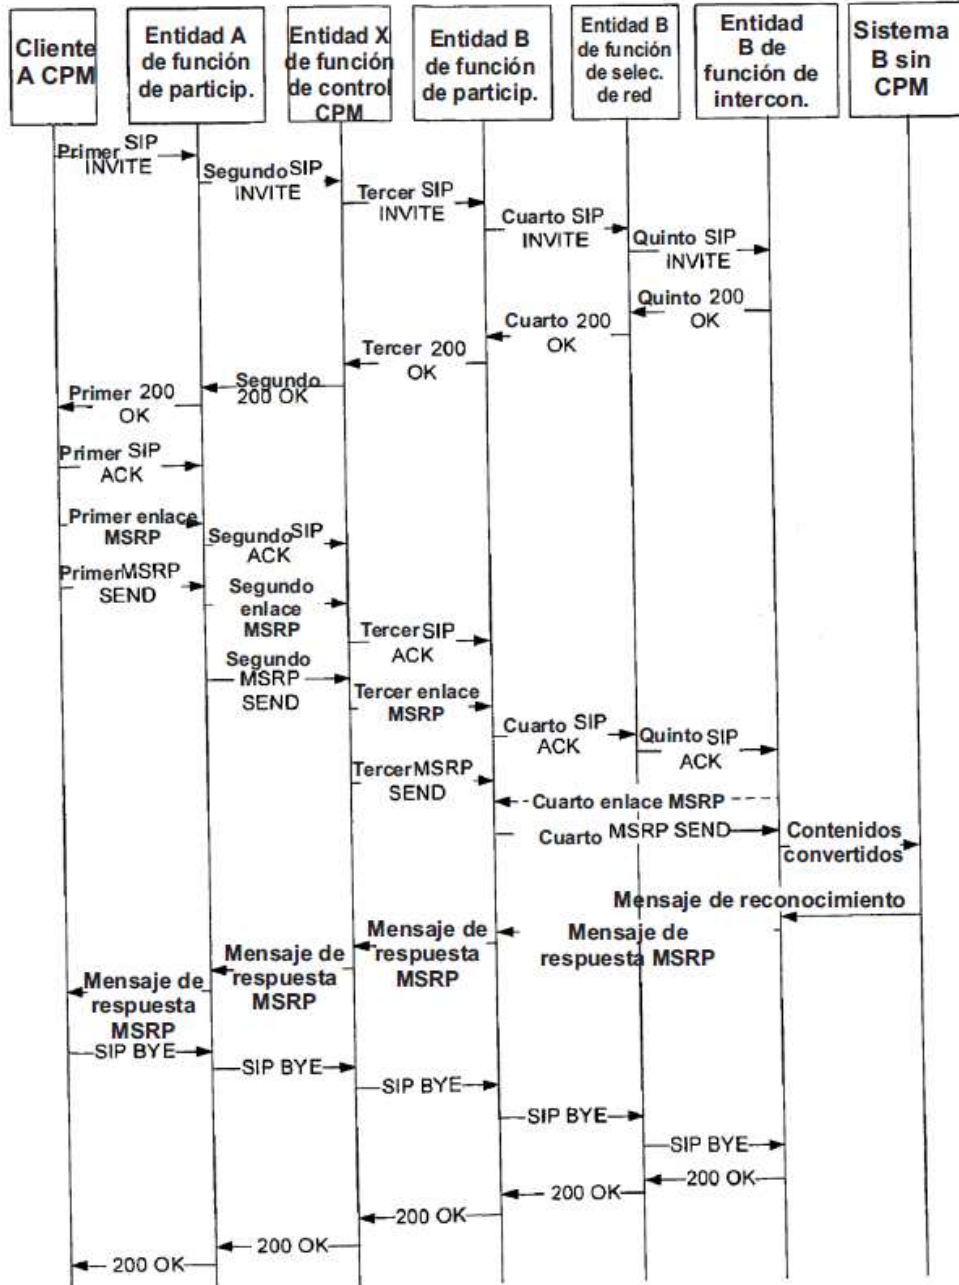 Cliente
A CPM
Entidad A
de función
de particip.
Entidad X
de función
de control
CPM
Entidad B
de función
de particip.
Entidad B
de función
de selec.
de red
Entidad
B de
función de
intercon.
Sistema
B sin
CPM
Primer SIP
INVITE
Segundo SIP
INVITE
Tercer SIP
INVITE
Cuarto SIP
INVITE
Quinto SIP
INVITE
Quinto 200
OK
Cuarto 200
OK
Tercer 200
OK
Segundo
200 OK
Primer 200
OK
Primer SIP
ACK
Primer enlace
MSRP
Segundo SIP
ACK
Primer MSRP
SEND
Segundo
enlace
MSRP
Tercer SIP
ACK
Segundo
MSRP
SEND
Tercer enlace
MSRP
Cuarto SIP
ACK
Quinto SIP
ACK
Tercer MSRP
SEND
Cuarto enlace MSRP
Cuarto MSRP SEND
Contenidos
convertidos
Mensaje de reconocimiento
Mensaje de
respuesta MSRP
Mensaje de
respuesta
MSRP
Mensaje de
respuesta
MSRP
Mensaje de
respuesta
MSRP
SIP BYE
SIP BYE
SIP BYE
SIP BYE
SIP BYE
200 OK
200 OK
200 OK
200 OK
200 OK